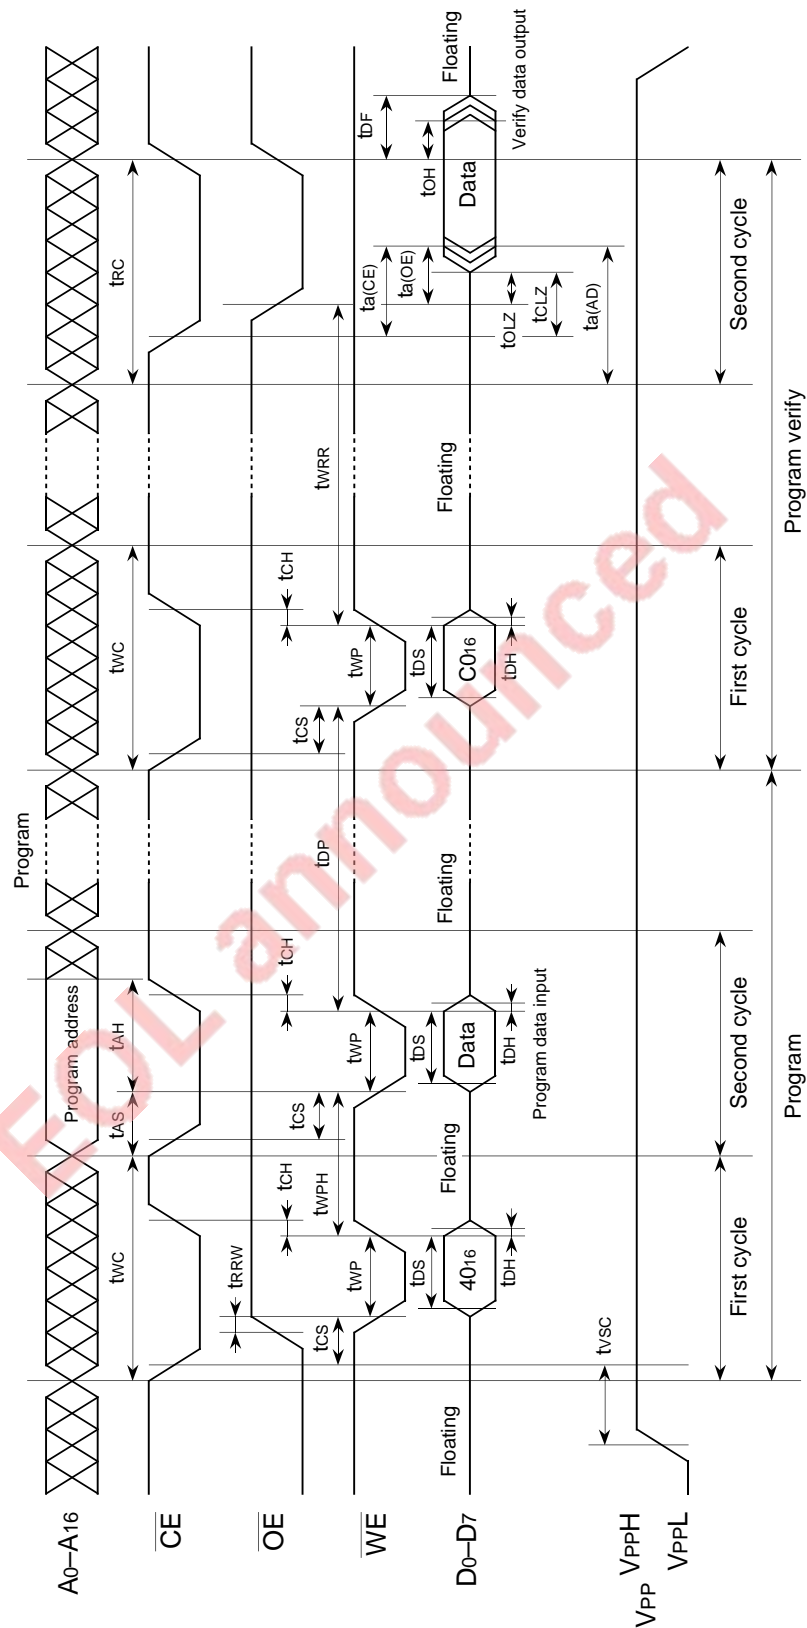 Program
A0–A16
Program address
tWC
tAS
tAH
tWC
tRC
CE
tRRW
tCH
tCH
tCH
OE
tCS
tWPH
tCS
tDP
tCS
tWRR
tWP
tWP
tWP
ta(CE)
tDF
WE
tDS
tDS
tDS
ta(OE)
tOH
D0–D7
Floating
4016
Floating
Data
Floating
C016
Floating
Data
Floating
tDH
tDH
tDH
tOLZ
Verify data output
Program data input
tCLZ
ta(AD)
tVSC
VPP
VPPH
VPPL
First cycle
Second cycle
First cycle
Second cycle
Program
Program verify
EOL announced